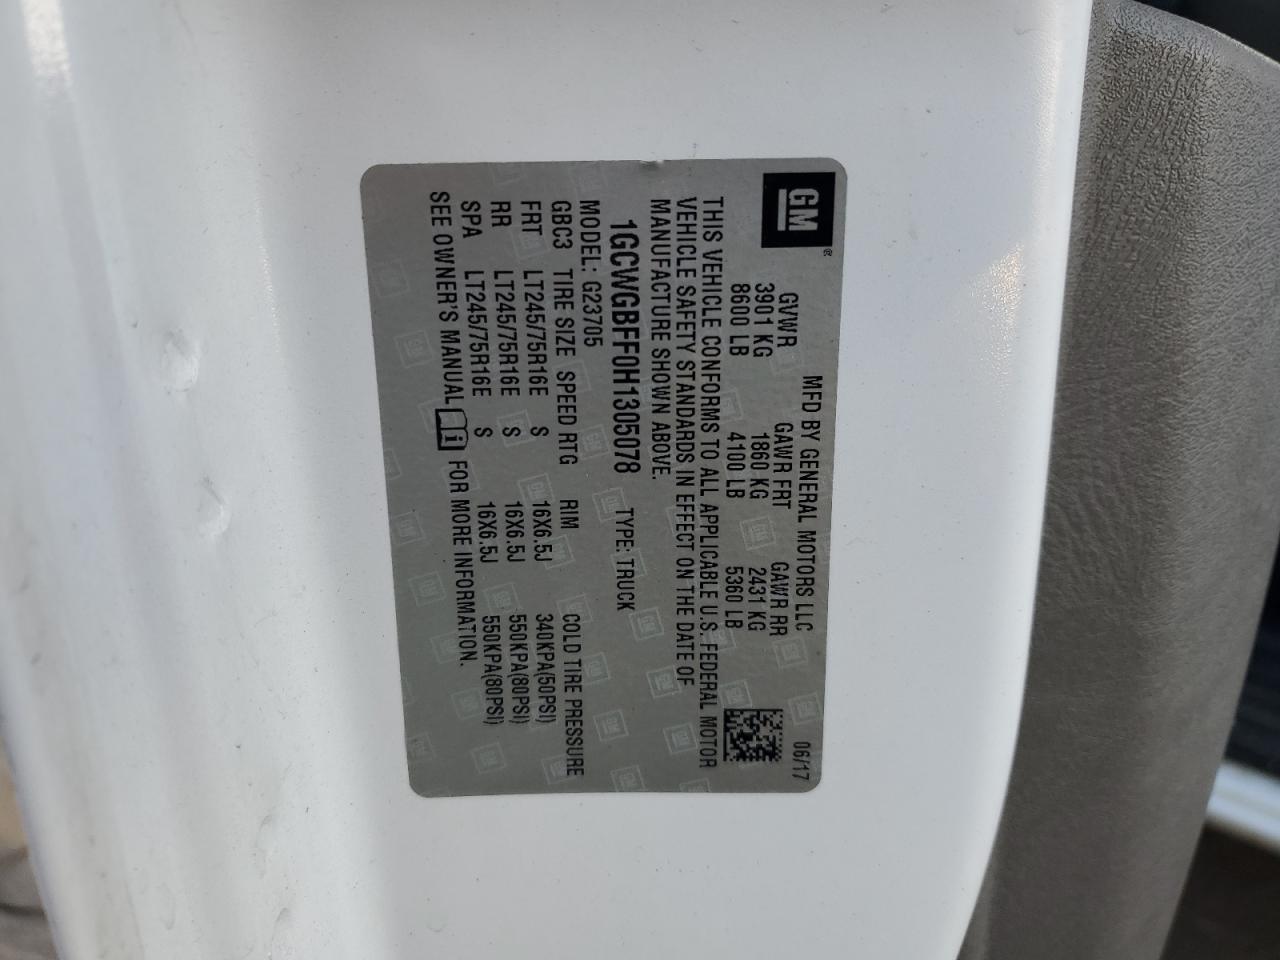 GM®
MFD BY GENERAL MOTORS LLC 06/17
GVWR GAWR FRT GAWR RR
3901 KG 1860 KG 2431 KG
8600 LB 4100 LB 5360 LB
THIS VEHICLE CONFORMS TO ALL APPLICABLE U.S. FEDERAL MOTOR
VEHICLE SAFETY STANDARDS IN EFFECT ON THE DATE OF
MANUFACTURE SHOWN ABOVE.
1GCWGBFF0H1305078 TYPE: TRUCK
MODEL: G23705
GBC3 TIRE SIZE SPEED RTG RIM COLD TIRE PRESSURE
FRT LT245/75R16E S 16X6.5J 340KPA(50PSI)
RR LT245/75R16E S 16X6.5J 550KPA(80PSI)
SPA LT245/75R16E S 16X6.5J 550KPA(80PSI)
SEE OWNER'S MANUAL i FOR MORE INFORMATION.